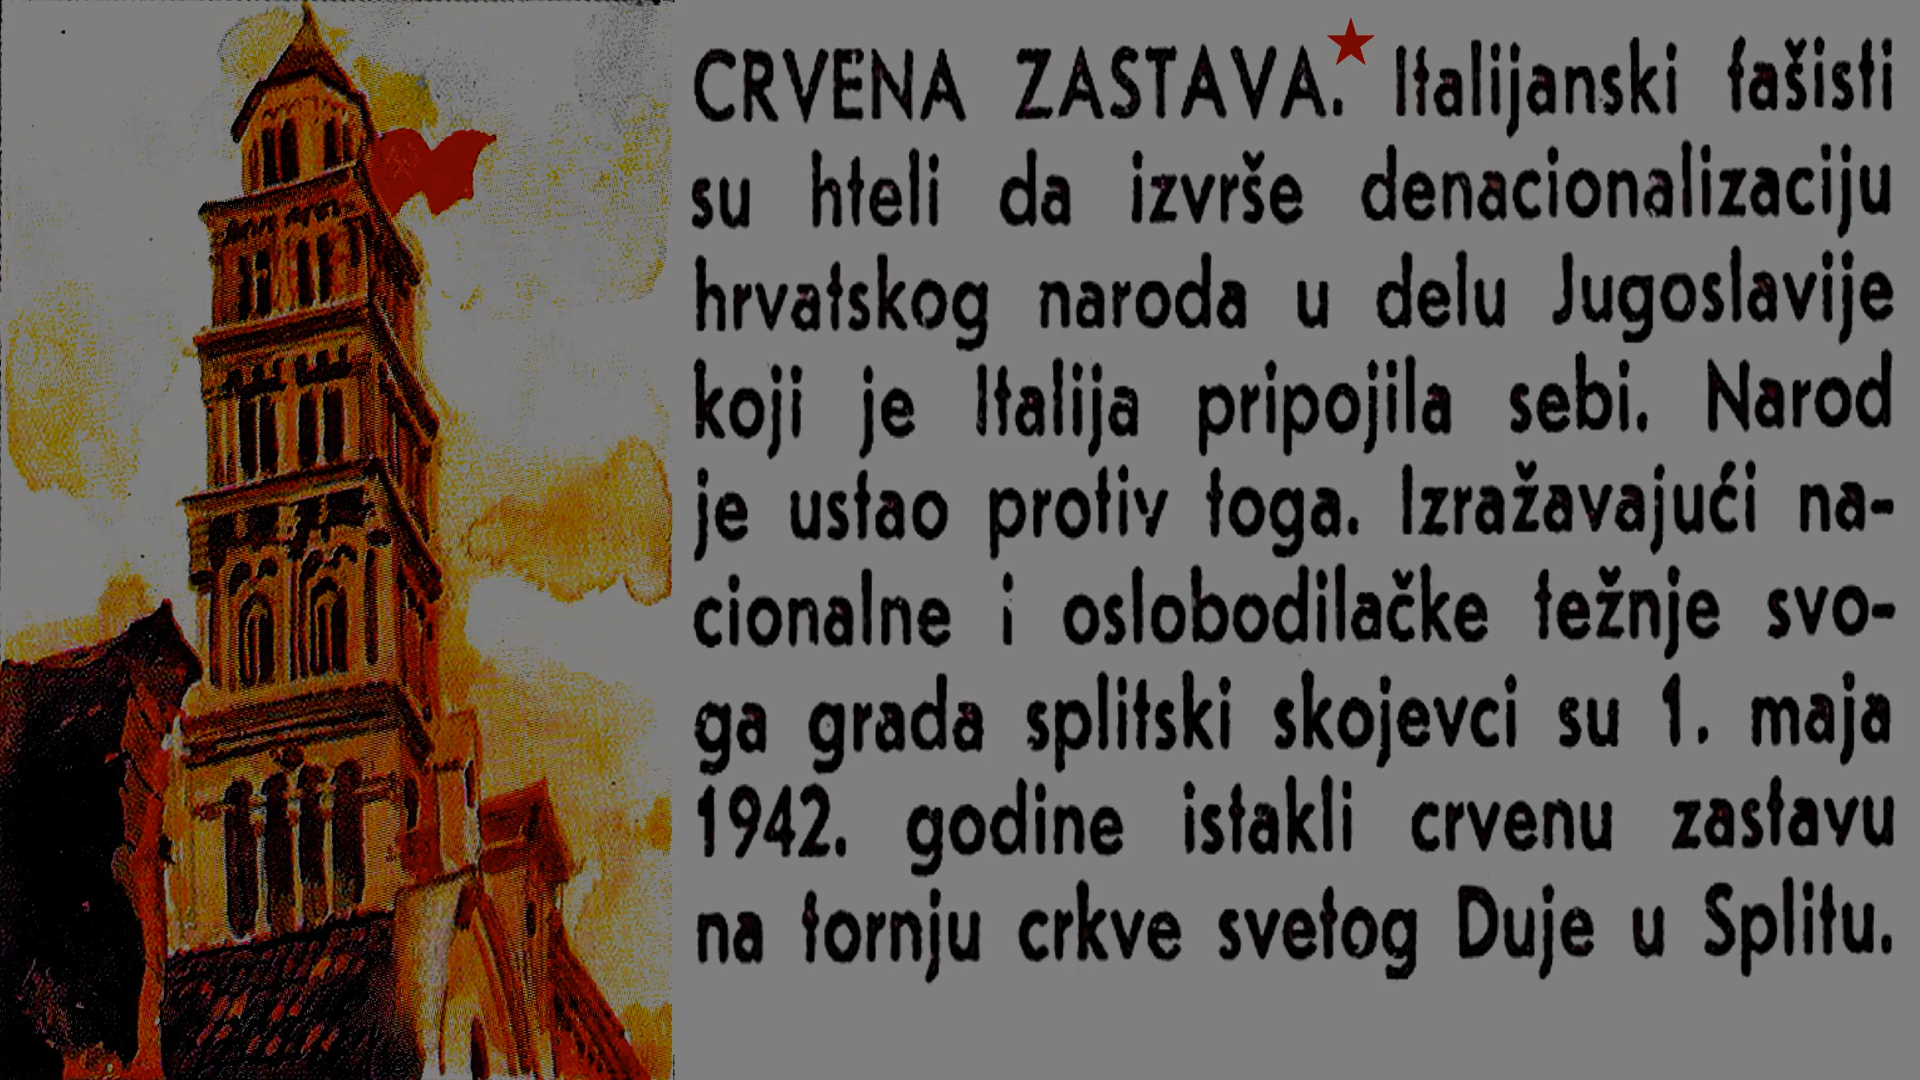 CRVENA ZASTAVA. Italijanski fašisti
su hteli da izvrše denacionalizaciju
hrvatskog naroda u delu Jugoslavije
koji je Italija pripojila sebi. Narod
je ustao protiv toga. Izražavajući na-
cionalne i oslobodilačke težnje svo-
ga grada splitski skojevci su 1. maja
1942. godine istakli crvenu zastavu
na tornju crkve svetog Duje u Splitu.